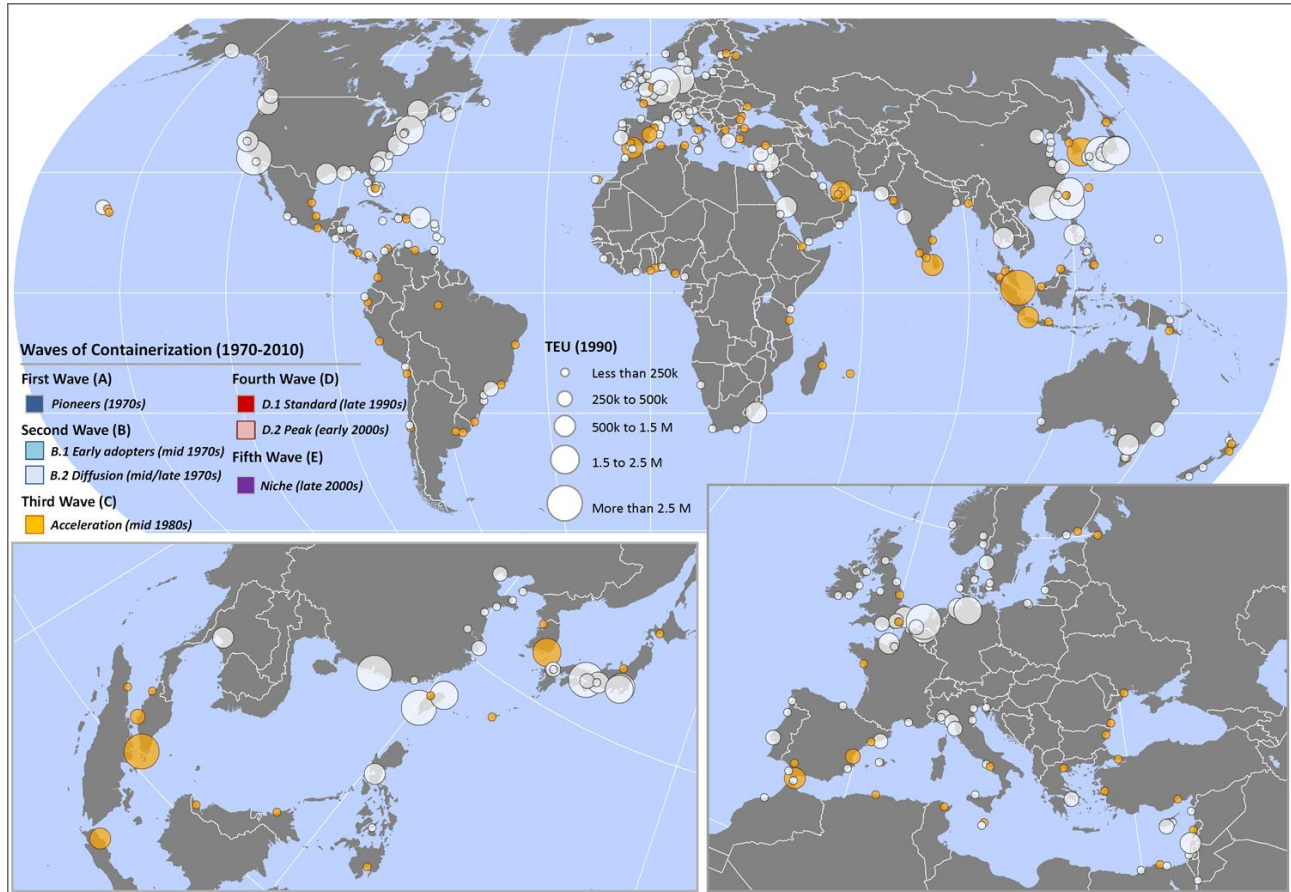 Waves of Containerization (1970-2010)
First Wave (A)
Pioneers (1970s)
Second Wave (B)
B.1 Early adopters (mid 1970s)
B.2 Diffusion (mid/late 1970s)
Third Wave (C)
Acceleration (mid 1980s)
Fourth Wave (D)
D.1 Standard (late 1990s)
D.2 Peak (early 2000s)
Fifth Wave (E)
Niche (late 2000s)
TEU (1990)
Less than 250k
250k to 500k
500k to 1.5 M
1.5 to 2.5 M
More than 2.5 M